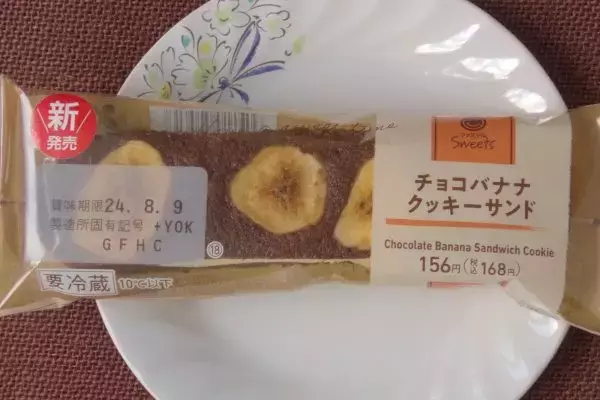 新
発売
賞味期限24. 8. 9
製造所固有記号 +YOK
GFHC
⑱
要冷蔵 10℃以下
Sweets
チョコバナナ
クッキーサンド
Chocolate Banana Sandwich Cookie
156円(税込168円)